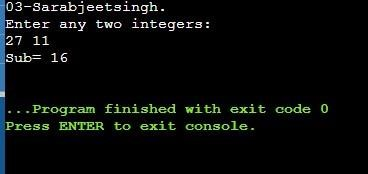 03-Sarabjeetsingh.
Enter any two integers:
27 11
Sub= 16
...Program finished with exit code 0
Press ENTER to exit console.